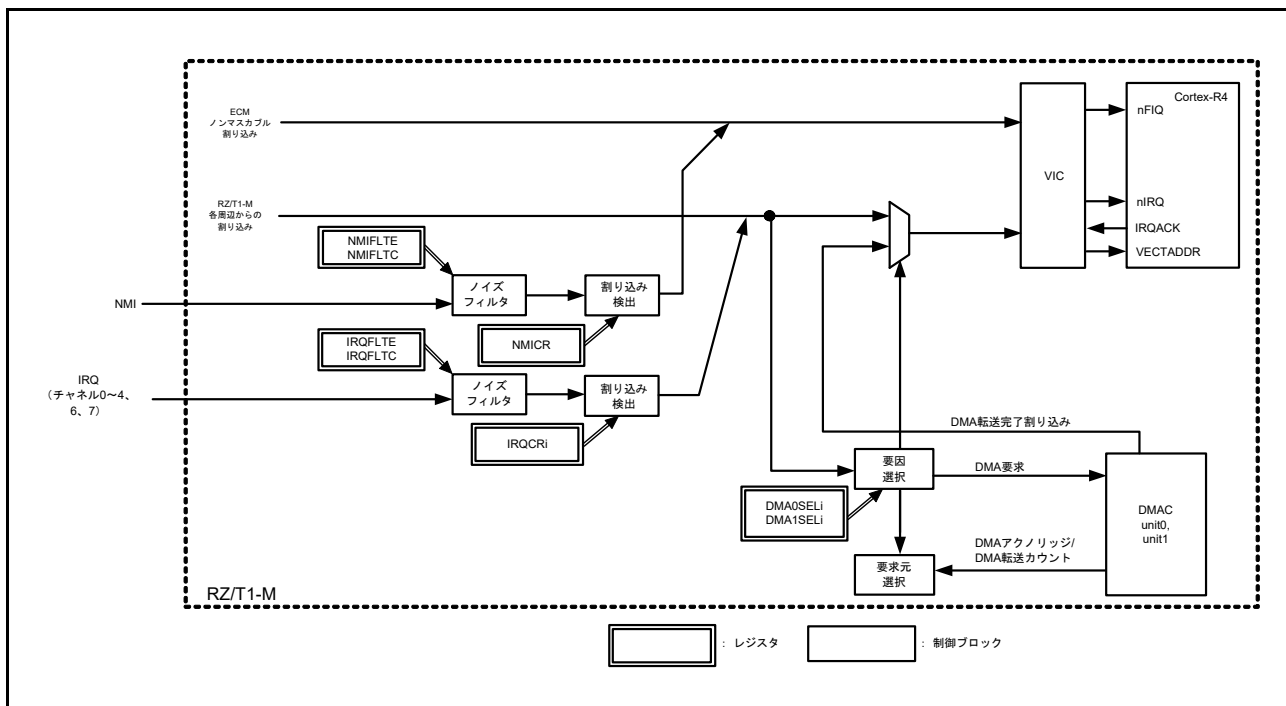 ECM
ノンマスカブル
割り込み
Cortex-R4
nFIQ
VIC
RZ/T1-M
各周辺からの
割り込み
nIRQ
IRQACK
VECTADDR
NMIFLTE
NMIFLTC
NMI
ノイズ
フィルタ
割り込み
検出
NMICR
IRQFLTE
IRQFLTC
IRQ
（チャネル0～4、
6、7）
ノイズ
フィルタ
割り込み
検出
IRQCRi
DMA転送完了割り込み
要因
選択
DMA要求
DMA0SELi
DMA1SELi
DMAC
unit0,
unit1
DMAアクノリッジ/
DMA転送カウント
要求元
選択
RZ/T1-M
：レジスタ
：制御ブロック